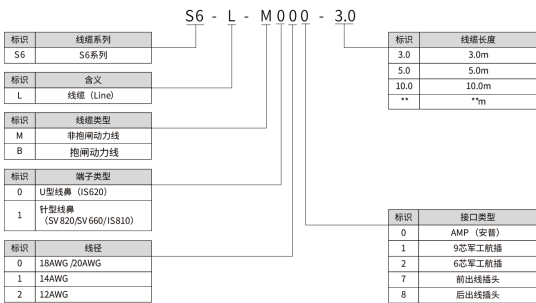 S6 - L - M000 - 3.0
标识 线缆系列
S6 S6系列
标识 含义
L 线缆（Line）
标识 线缆类型
M 非抱闸动力线
B 抱闸动力线
标识 端子类型
0 U型线鼻（IS620）
1 针型线鼻
（SV 820/SV 660/IS810）
标识 线径
0 18AWG /20AWG
1 14AWG
2 12AWG
标识 线缆长度
3.0 3.0m
5.0 5.0m
10.0 10.0m
** **m
标识 接口类型
0 AMP（安普）
1 9芯军工航插
2 6芯军工航插
7 前出线插头
8 后出线插头